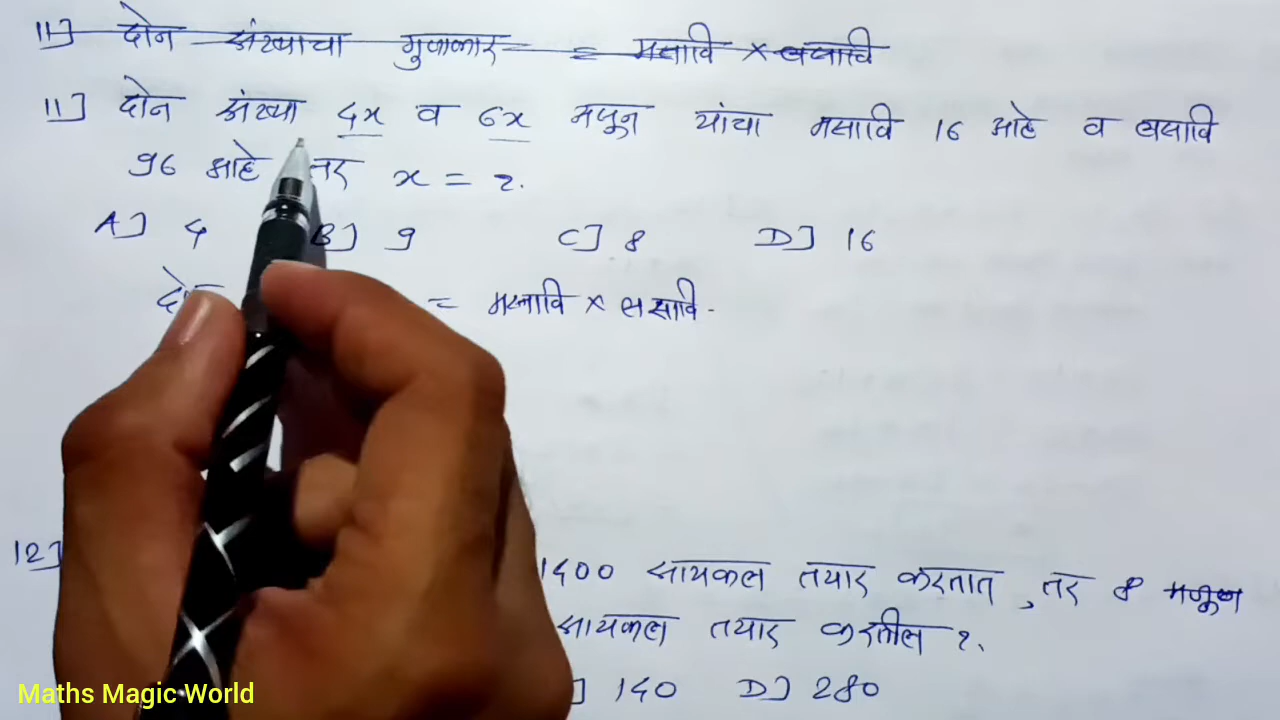 11] दोन संख्याचा गुणाकार = मसावि × लसावि
11] दोन संख्या 4x व 6x मधून यांचा मसावि 16 आहे व लसावि
96 आहे तर x = ?.
A] 4 B] 9 C] 8 D] 16
= मसावि × लसावि.
12] 1400 सायकल तयार करतात, तर 8
सायकल तयार करतील ?.
] 140 D] 280
Maths Magic World